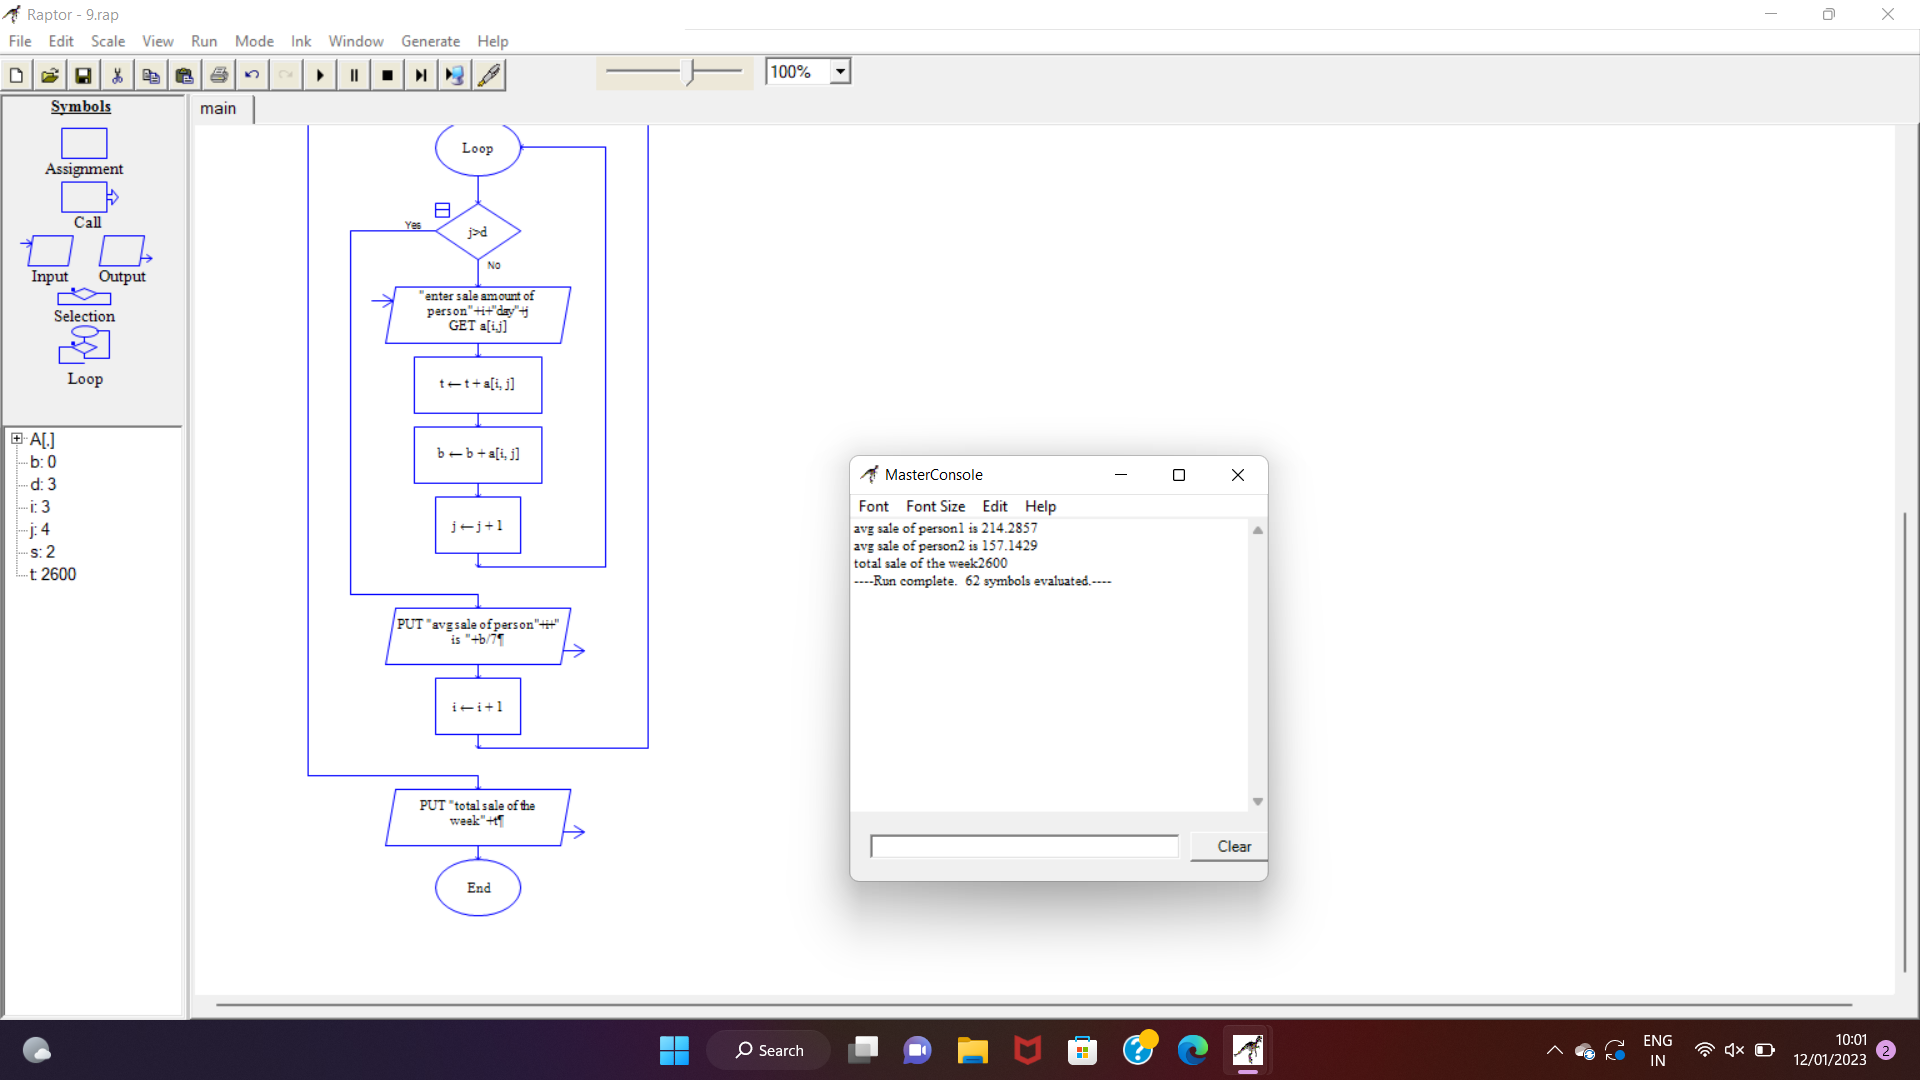 Raptor - 9.rap
File Edit Scale View Run Mode Ink Window Generate Help
100%
Symbols
Assignment
Call
Input Output
Selection
Loop
A[,]
b: 0
d: 3
i: 3
j: 4
s: 2
t: 2600
main
Loop
Yes
j>d
No
"enter sale amount of
person"+i+"day"+j
GET a[i,j]
t ← t + a[i, j]
b ← b + a[i, j]
j ← j + 1
PUT "avg sale of person"+i+"
is "+b/7¶
i ← i + 1
PUT "total sale of the
week"+t¶
End
MasterConsole
Font Font Size Edit Help
avg sale of person1 is 214.2857
avg sale of person2 is 157.1429
total sale of the week2600
----Run complete. 62 symbols evaluated.----
Clear
Search
ENG
IN
10:01
12/01/2023
2